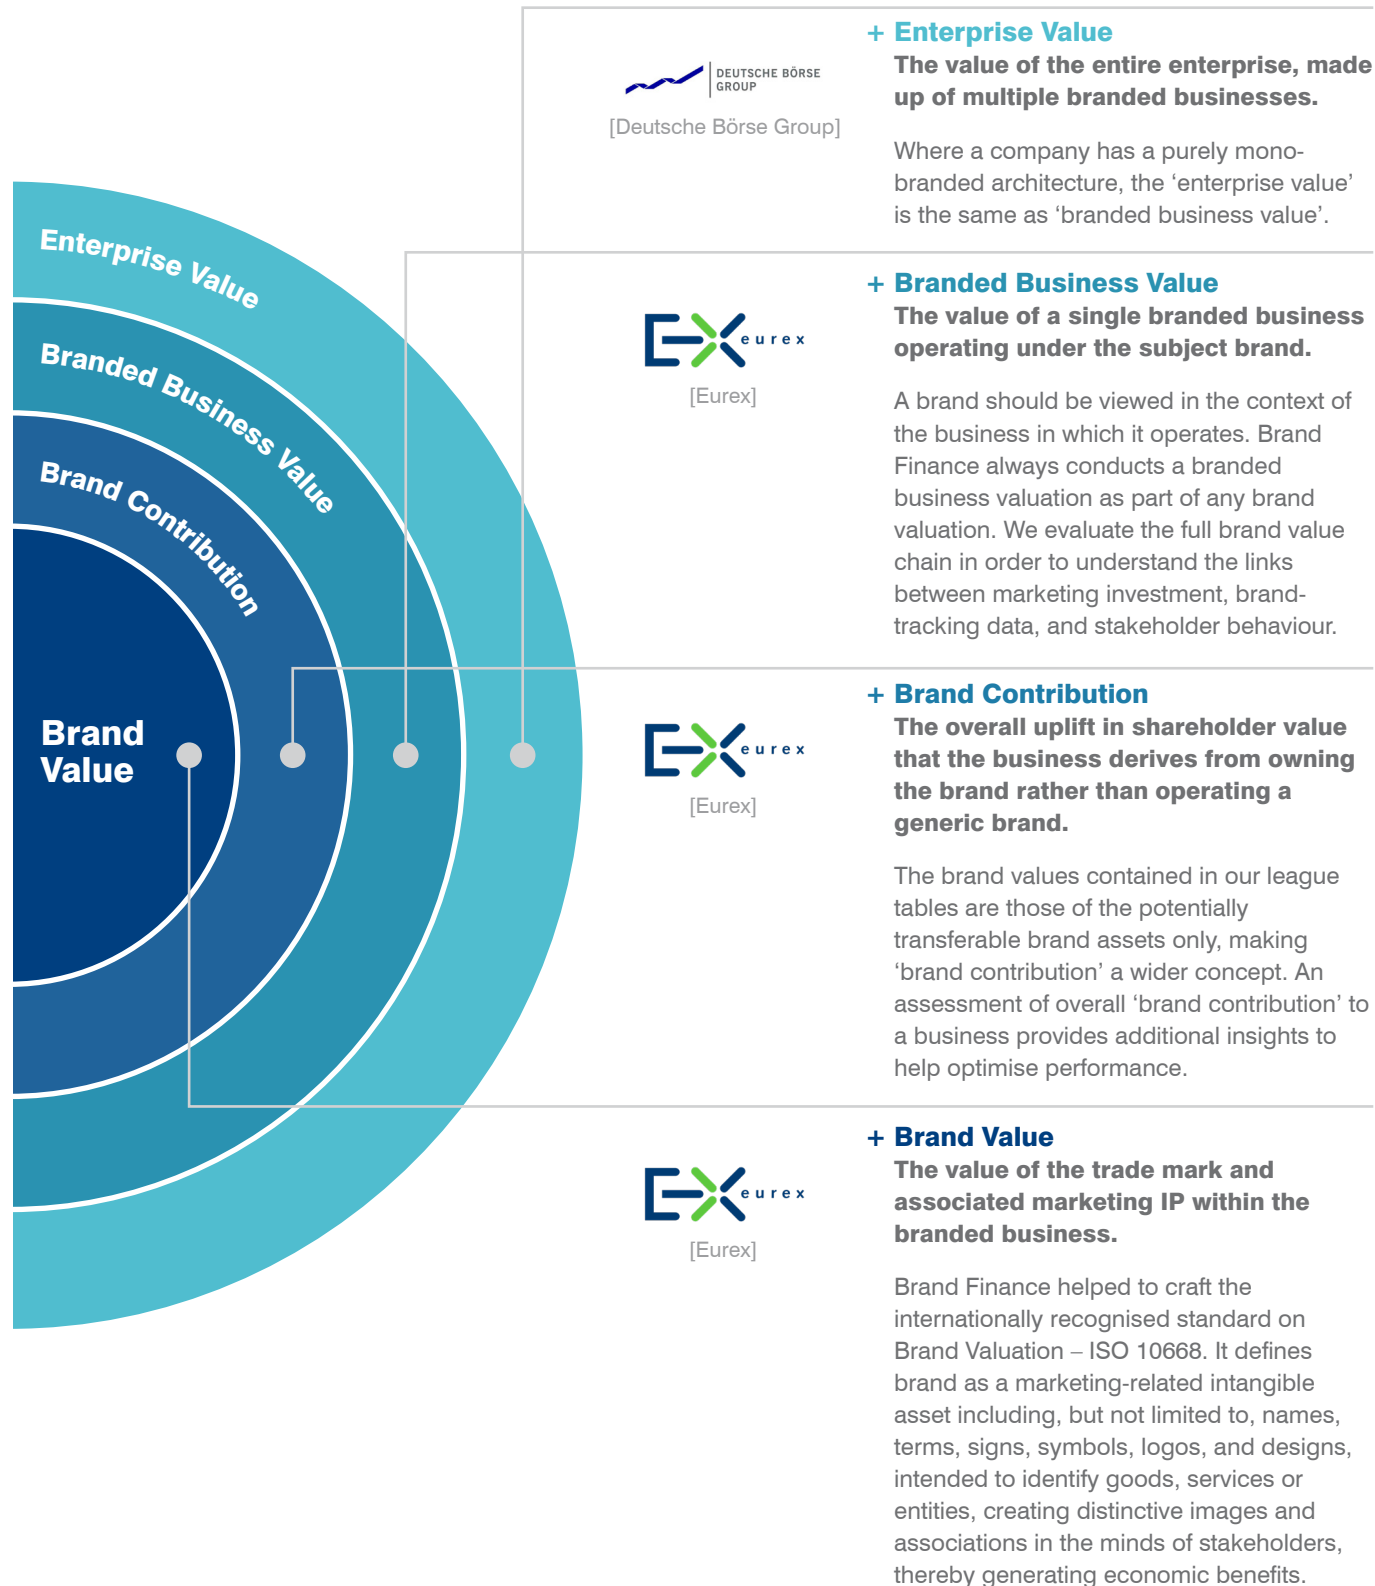 Enterprise Value
Branded Business Value
Brand Contribution
Brand
Value
DEUTSCHE BÖRSE
GROUP
[Deutsche Börse Group]
+ Enterprise Value
The value of the entire enterprise, made
up of multiple branded businesses.
Where a company has a purely mono-
branded architecture, the ‘enterprise value’
is the same as ‘branded business value’.
EX eurex
[Eurex]
+ Branded Business Value
The value of a single branded business
operating under the subject brand.
A brand should be viewed in the context of
the business in which it operates. Brand
Finance always conducts a branded
business valuation as part of any brand
valuation. We evaluate the full brand value
chain in order to understand the links
between marketing investment, brand-
tracking data, and stakeholder behaviour.
EX eurex
[Eurex]
+ Brand Contribution
The overall uplift in shareholder value
that the business derives from owning
the brand rather than operating a
generic brand.
The brand values contained in our league
tables are those of the potentially
transferable brand assets only, making
‘brand contribution’ a wider concept. An
assessment of overall ‘brand contribution’ to
a business provides additional insights to
help optimise performance.
EX eurex
[Eurex]
+ Brand Value
The value of the trade mark and
associated marketing IP within the
branded business.
Brand Finance helped to craft the
internationally recognised standard on
Brand Valuation – ISO 10668. It defines
brand as a marketing-related intangible
asset including, but not limited to, names,
terms, signs, symbols, logos, and designs,
intended to identify goods, services or
entities, creating distinctive images and
associations in the minds of stakeholders,
thereby generating economic benefits.